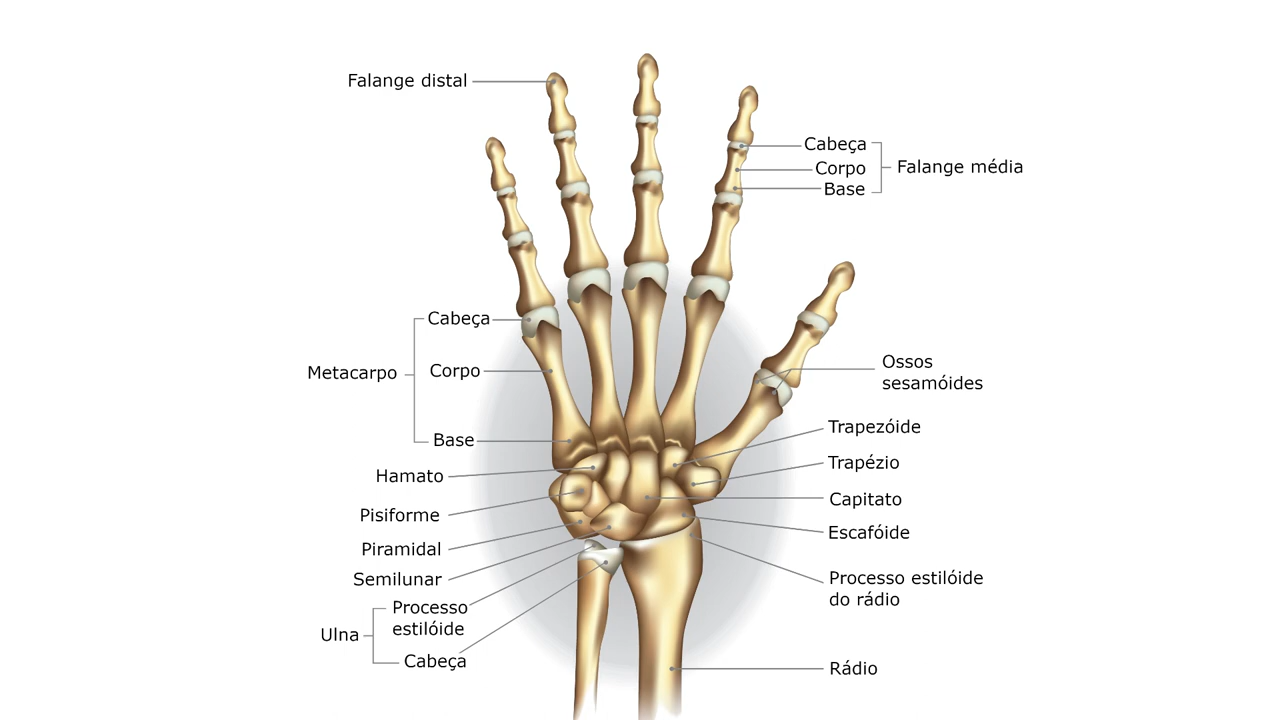 Falange distal
Cabeça
Corpo
Base
Falange média
Cabeça
Corpo
Base
Metacarpo
Ossos
sesamóides
Trapezóide
Trapézio
Capitato
Escafóide
Processo estilóide
do rádio
Rádio
Hamato
Pisiforme
Piramidal
Semilunar
Ulna
Processo
estilóide
Cabeça